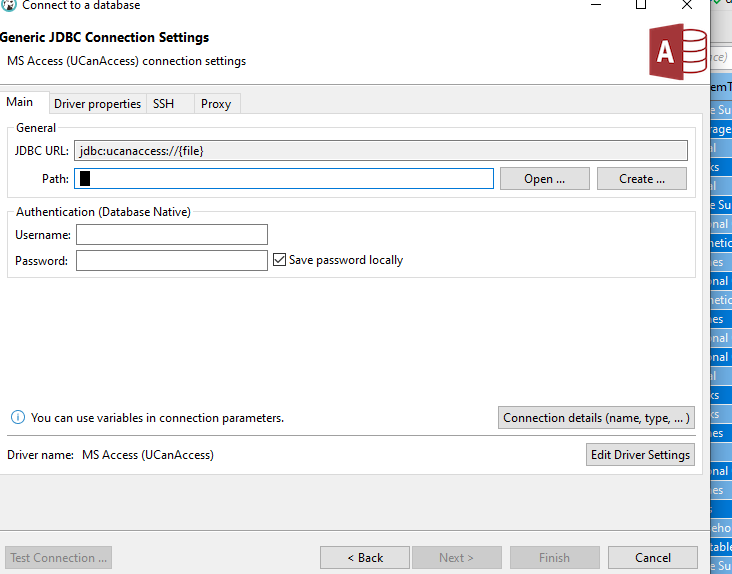 Connect to a database
Generic JDBC Connection Settings
MS Access (UCanAccess) connection settings
A
Main Driver properties SSH Proxy
General
JDBC URL: jdbc:ucanaccess://{file}
Path: Open ... Create ...
Authentication (Database Native)
Username:
Password: Save password locally
You can use variables in connection parameters.
Connection details (name, type, ... )
Driver name: MS Access (UCanAccess) Edit Driver Settings
Test Connection ... < Back Next > Finish Cancel